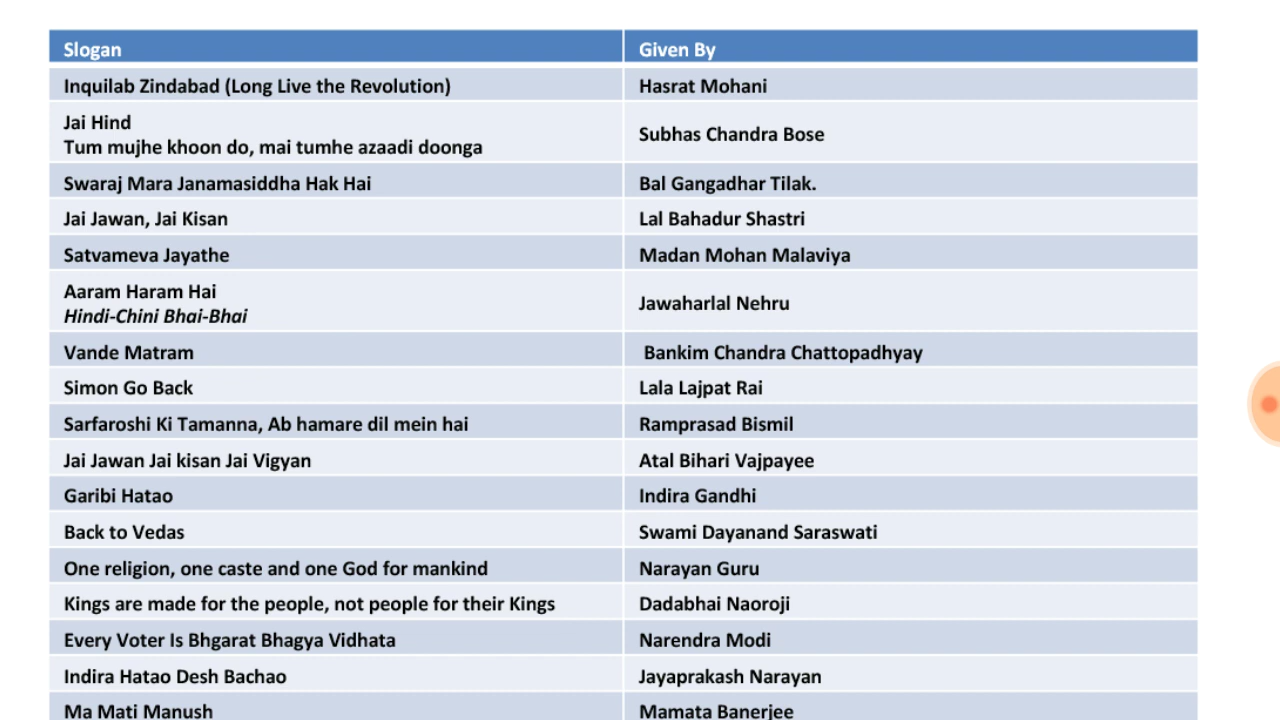 Slogan Given By
Inquilab Zindabad (Long Live the Revolution) Hasrat Mohani
Jai Hind
Tum mujhe khoon do, mai tumhe azaadi doonga
Subhas Chandra Bose
Swaraj Mara Janamasiddha Hak Hai Bal Gangadhar Tilak.
Jai Jawan, Jai Kisan Lal Bahadur Shastri
Satvameva Jayathe Madan Mohan Malaviya
Aaram Haram Hai
Hindi-Chini Bhai-Bhai
Jawaharlal Nehru
Vande Matram Bankim Chandra Chattopadhyay
Simon Go Back Lala Lajpat Rai
Sarfaroshi Ki Tamanna, Ab hamare dil mein hai Ramprasad Bismil
Jai Jawan Jai kisan Jai Vigyan Atal Bihari Vajpayee
Garibi Hatao Indira Gandhi
Back to Vedas Swami Dayanand Saraswati
One religion, one caste and one God for mankind Narayan Guru
Kings are made for the people, not people for their Kings Dadabhai Naoroji
Every Voter Is Bhgarat Bhagya Vidhata Narendra Modi
Indira Hatao Desh Bachao Jayaprakash Narayan
Ma Mati Manush Mamata Banerjee